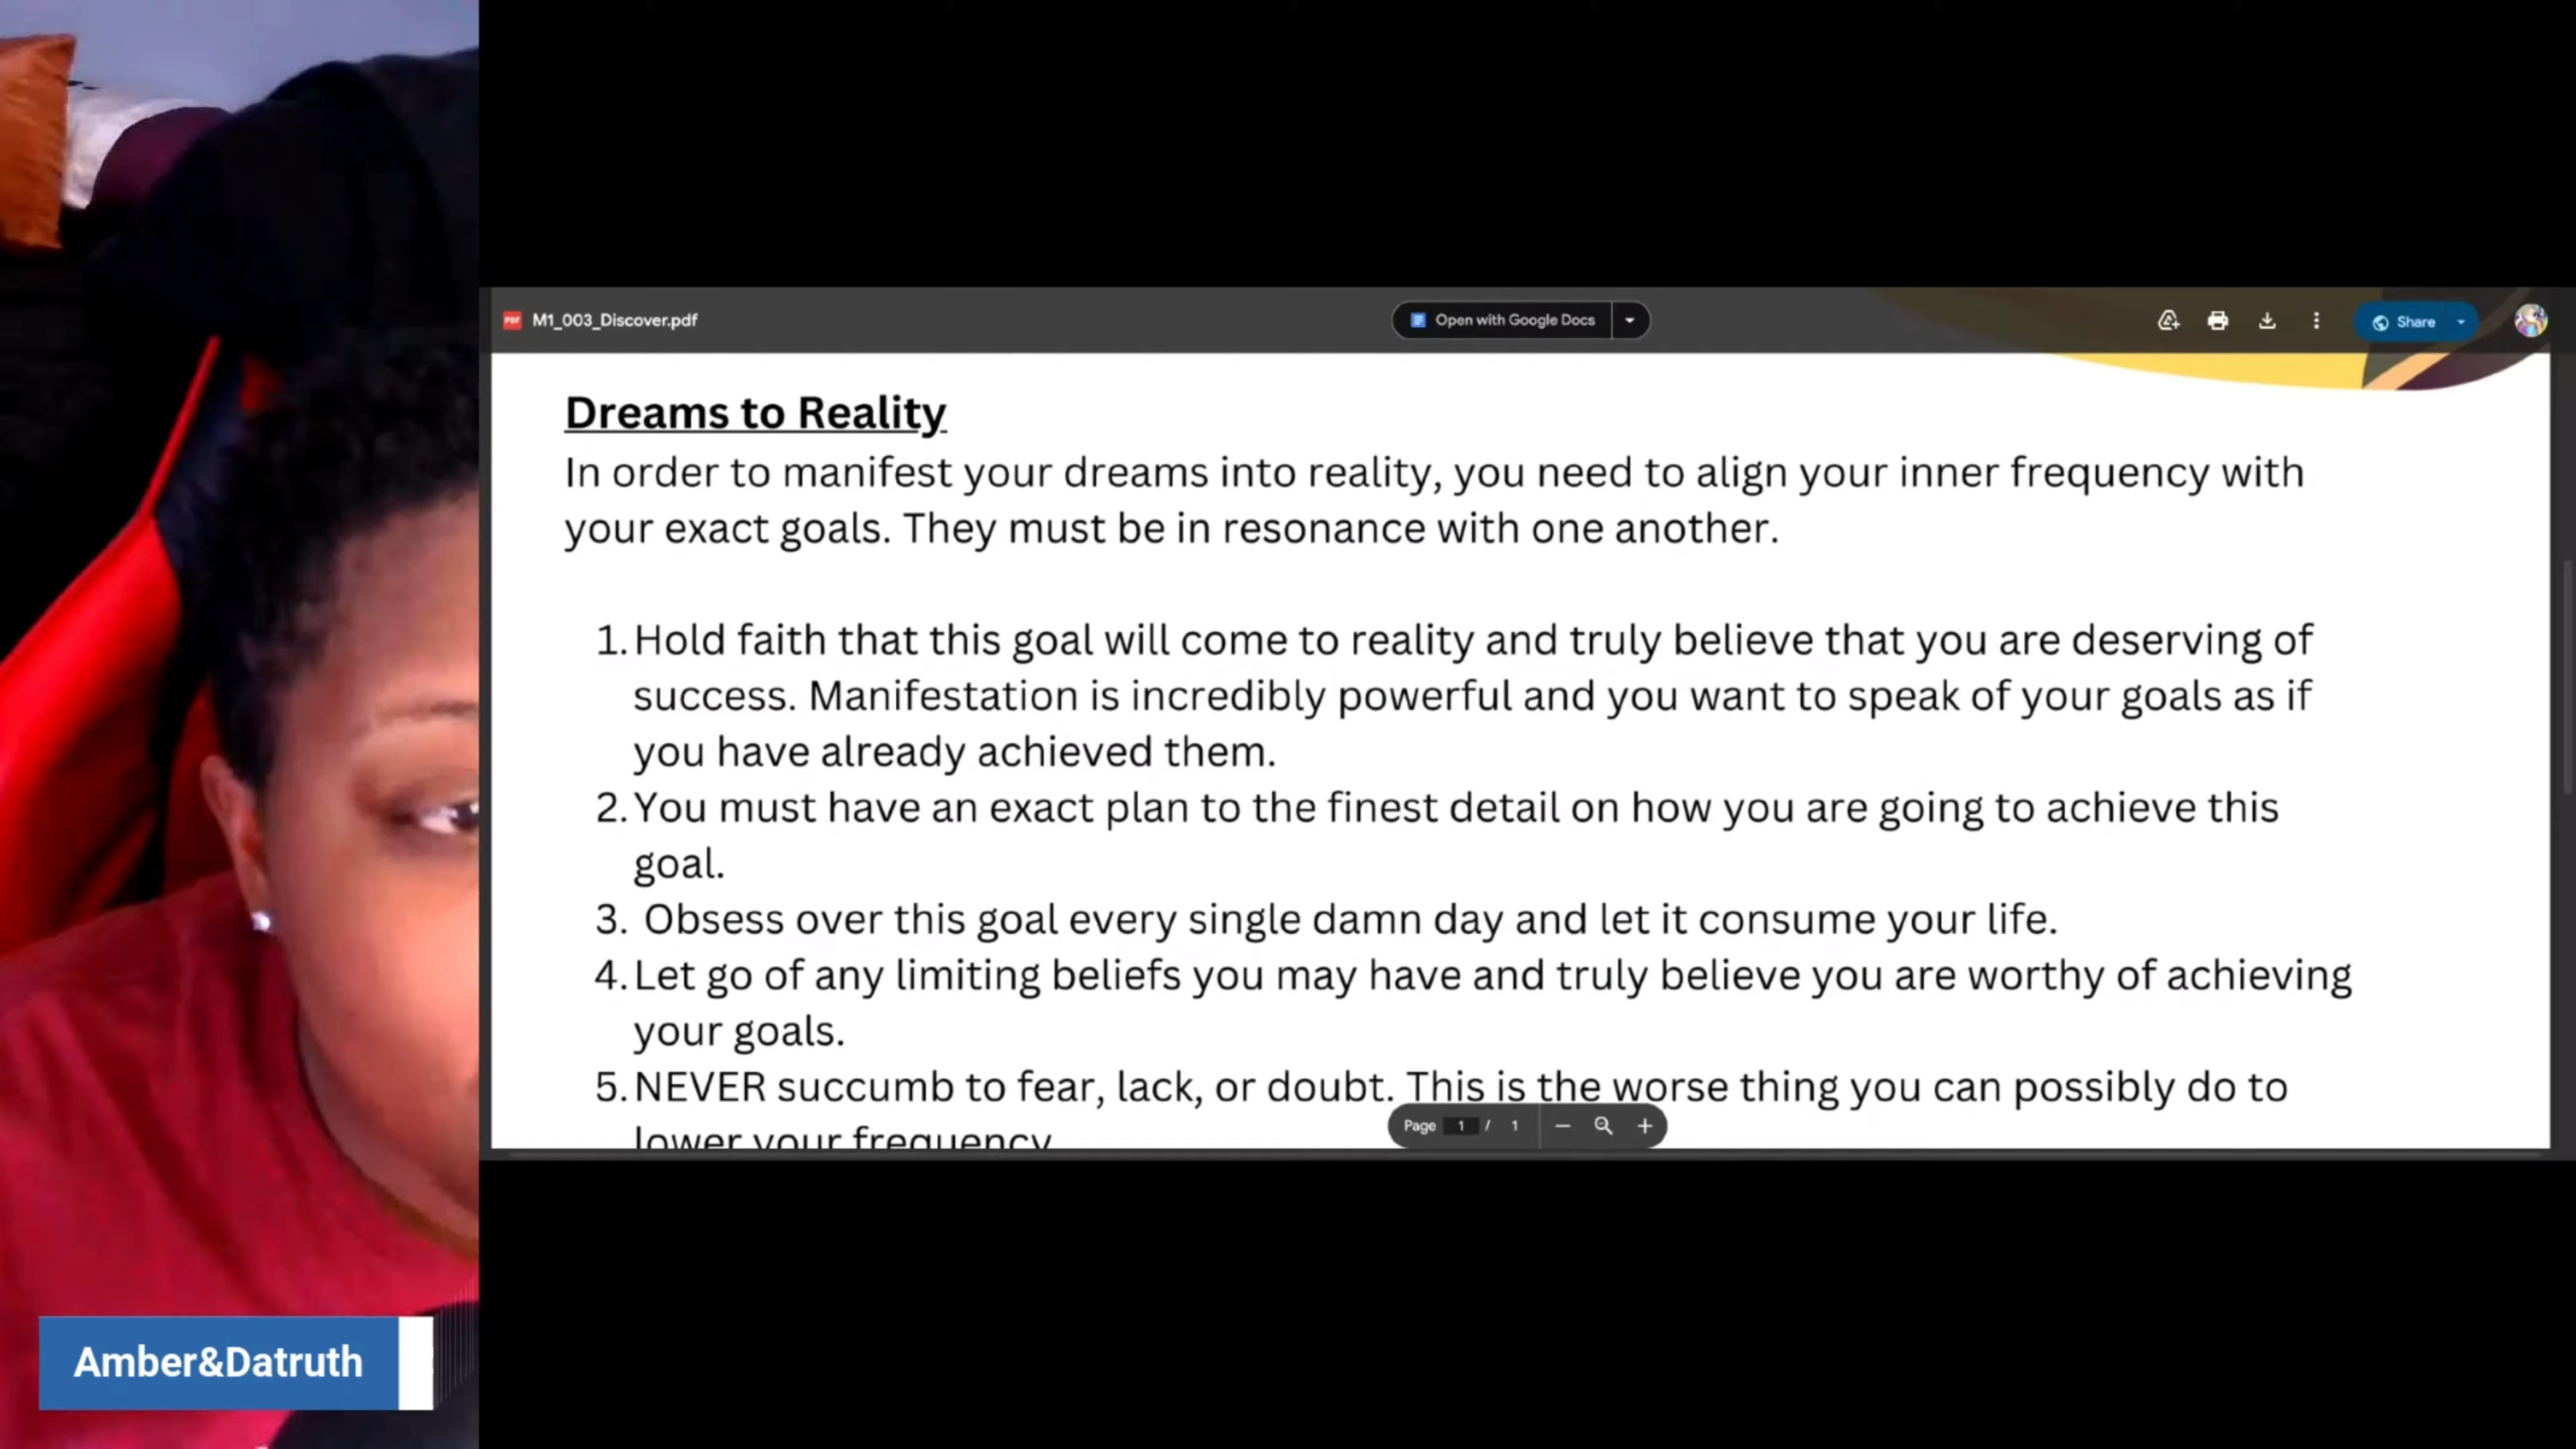 M1_003_Discover.pdf
Open with Google Docs
Share
Dreams to Reality
In order to manifest your dreams into reality, you need to align your inner frequency with
your exact goals. They must be in resonance with one another.
1. Hold faith that this goal will come to reality and truly believe that you are deserving of
success. Manifestation is incredibly powerful and you want to speak of your goals as if
you have already achieved them.
2. You must have an exact plan to the finest detail on how you are going to achieve this
goal.
3. Obsess over this goal every single damn day and let it consume your life.
4. Let go of any limiting beliefs you may have and truly believe you are worthy of achieving
your goals.
5. NEVER succumb to fear, lack, or doubt. This is the worse thing you can possibly do to
lower your frequency
Page 1 / 1
Amber&Datruth